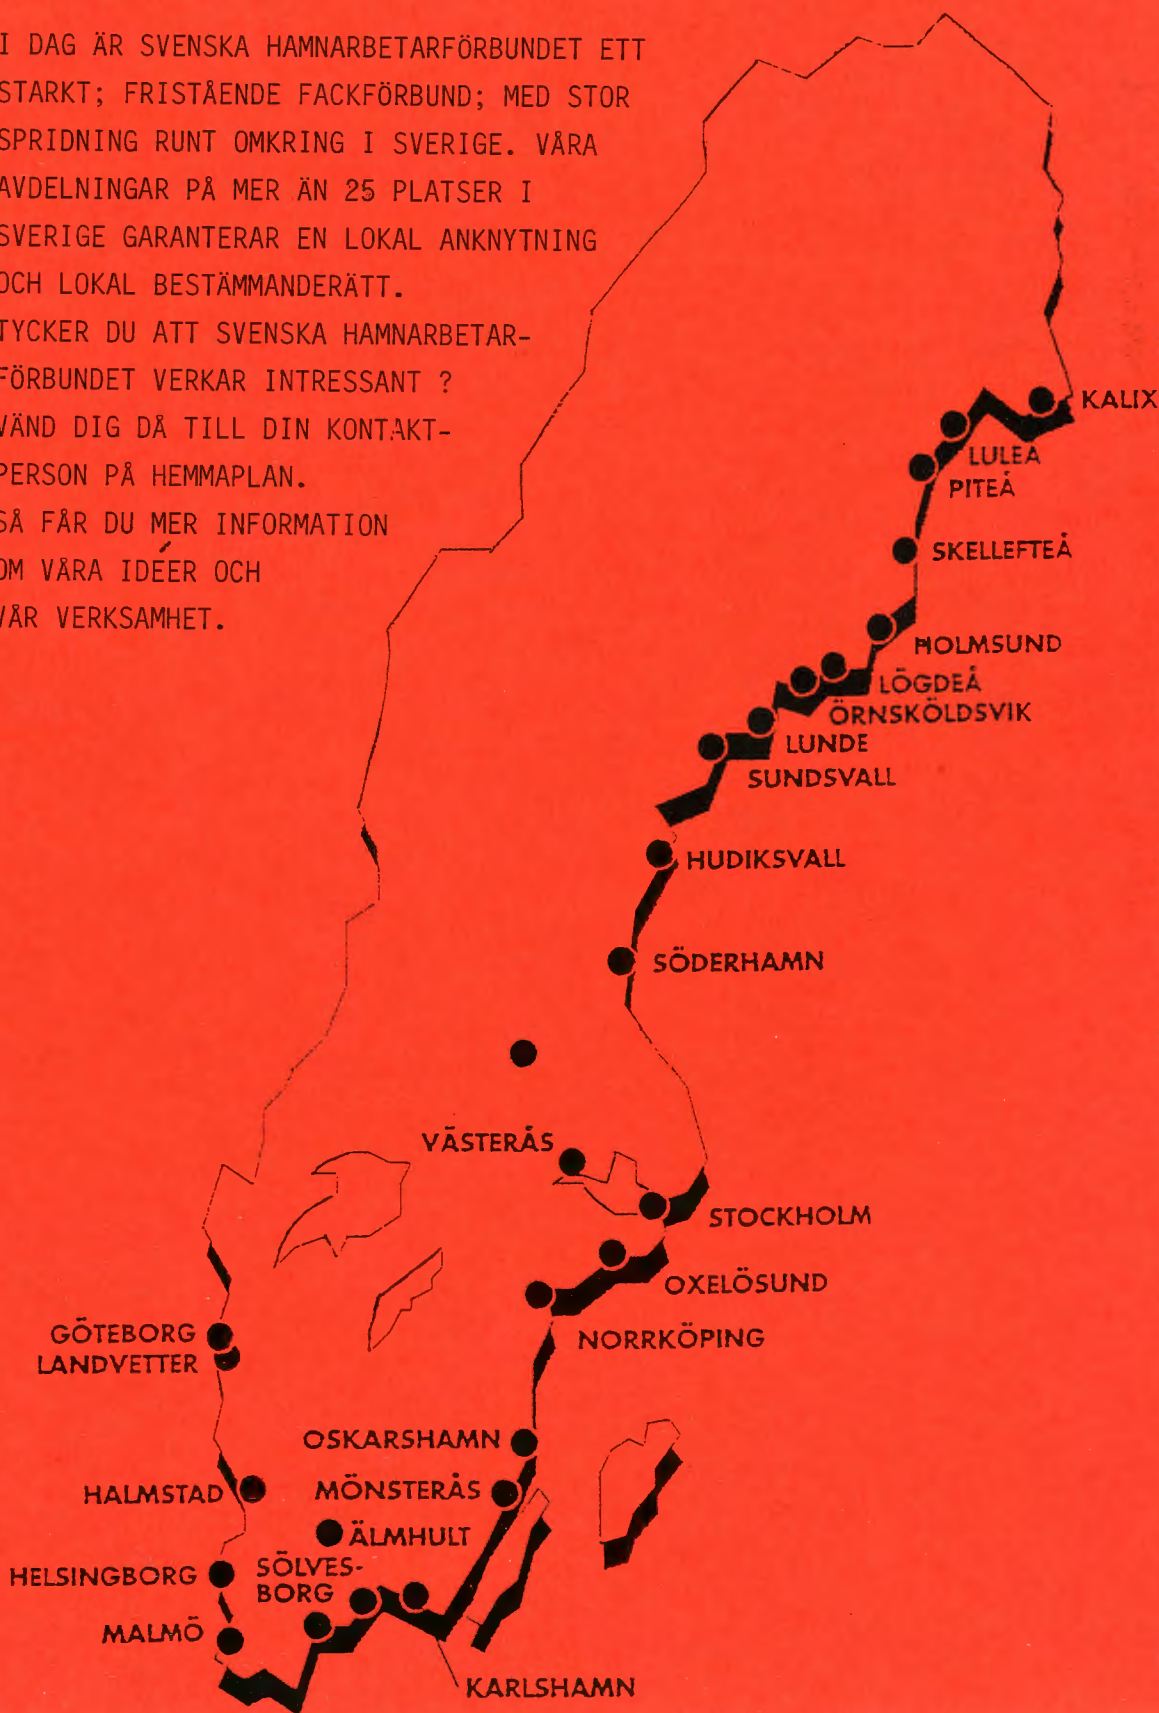 I DAG ÄR SVENSKA HAMNARBETARFÖRBUNDET ETT
STARKT; FRISTÅENDE FACKFÖRBUND; MED STOR
SPRIDNING RUNT OMKRING I SVERIGE. VÅRA
AVDELNINGAR PÅ MER ÄN 25 PLATSER I
SVERIGE GARANTERAR EN LOKAL ANKNYTNING
OCH LOKAL BESTÄMMANDERÄTT.
TYCKER DU ATT SVENSKA HAMNARBETAR-
FÖRBUNDET VERKAR INTRESSANT ?
VÄND DIG DÅ TILL DIN KONTAKT-
PERSON PÅ HEMMAPLAN.
SÅ FÅR DU MER INFORMATION
OM VÅRA IDÉER OCH
VÅR VERKSAMHET.
KALIX
LULEA
PITEÅ
SKELLEFTEÅ
HOLMSUND
LÖGDEÅ
ÖRNSKÖLDSVIK
LUNDE
SUNDSVALL
HUDIKSVALL
SÖDERHAMN
VÄSTERÅS
STOCKHOLM
OXELÖSUND
NORRKÖPING
GÖTEBORG
LANDVETTER
OSKARSHAMN
HALMSTAD
MÖNSTERÅS
ÄLMHULT
HELSINGBORG
SÖLVES-
BORG
MALMÖ
KARLSHAMN